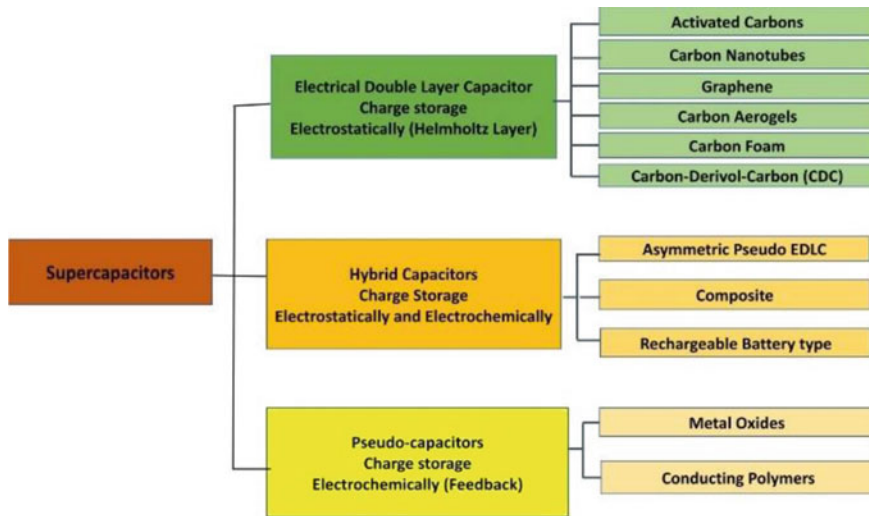 Supercapacitors
Electrical Double Layer Capacitor
Charge storage
Electrostatically (Helmholtz Layer)
Activated Carbons
Carbon Nanotubes
Graphene
Carbon Aerogels
Carbon Foam
Carbon-Derivol-Carbon (CDC)
Hybrid Capacitors
Charge Storage
Electrostatically and Electrochemically
Asymmetric Pseudo EDLC
Composite
Rechargeable Battery type
Pseudo-capacitors
Charge storage
Electrochemically (Feedback)
Metal Oxides
Conducting Polymers